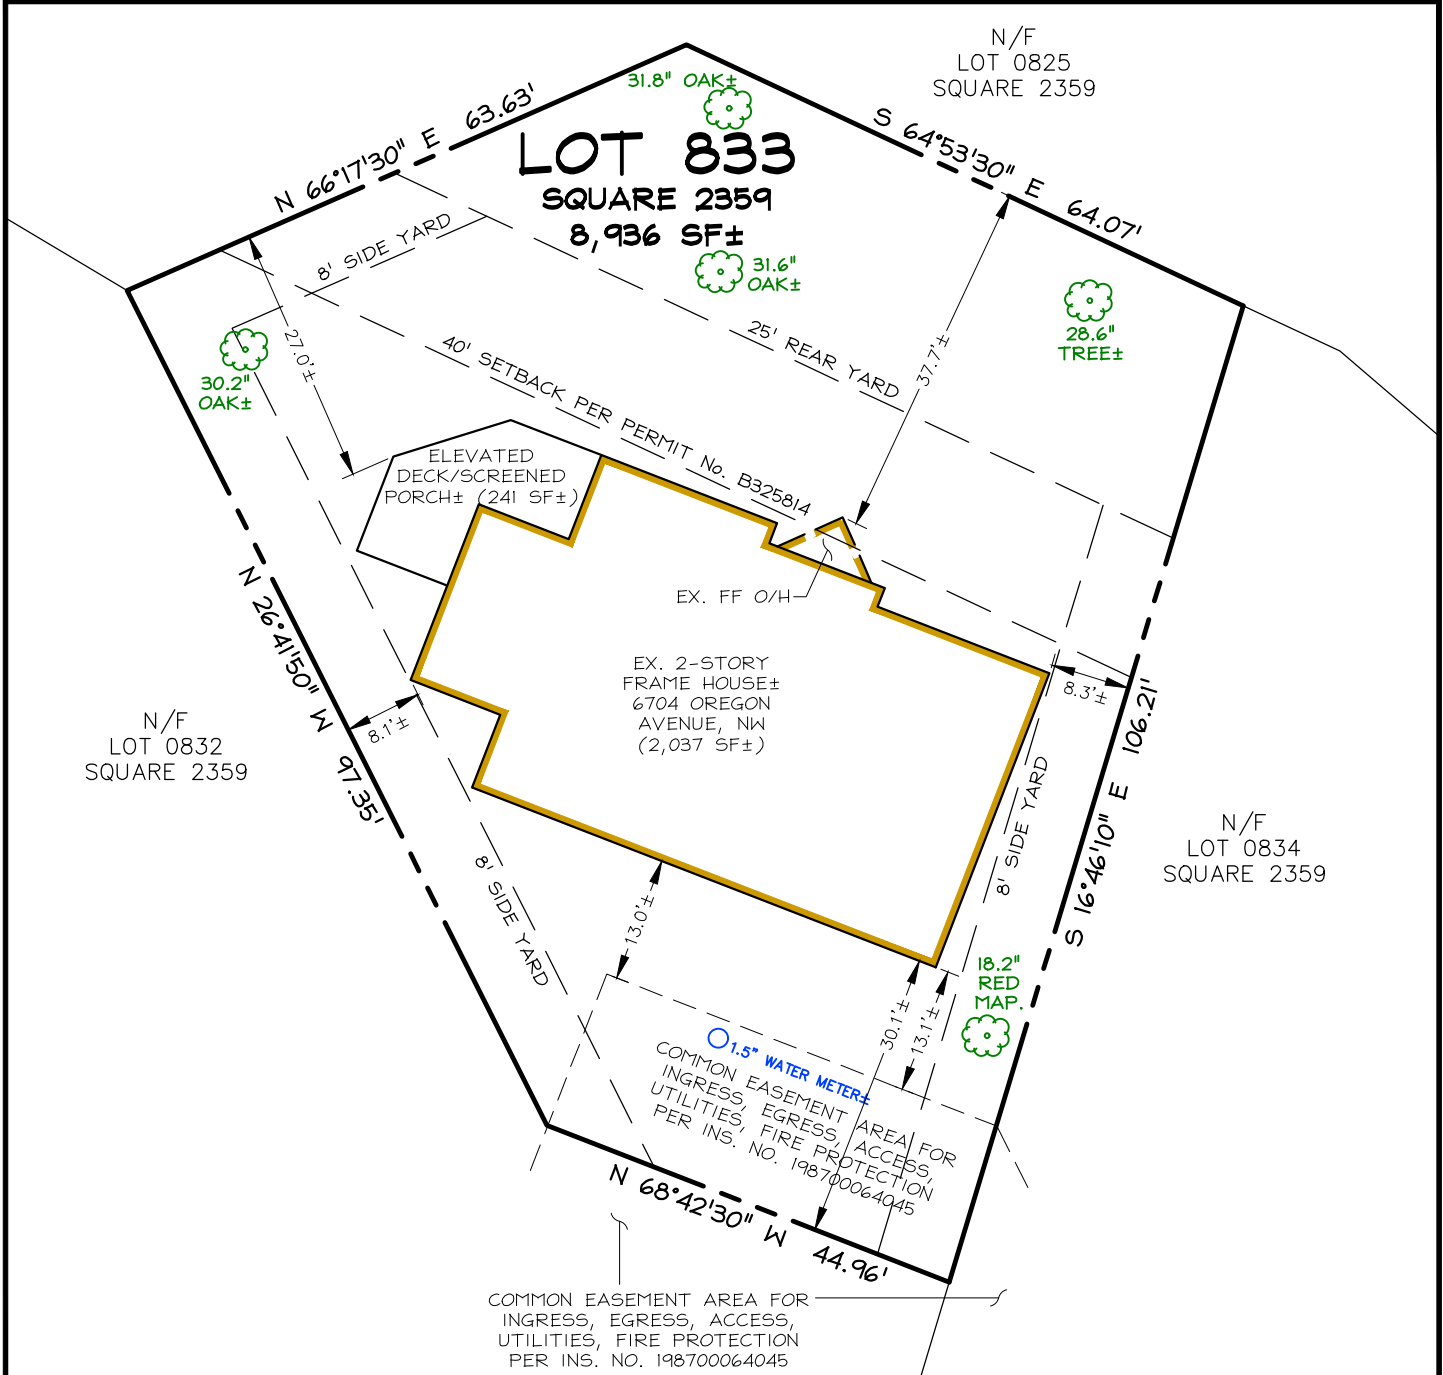 N/F
LOT 0825
SQUARE 2359
31.8" OAK±
N 66°17'30" E 63.63'
S 64°53'30" E 64.07'
LOT 833
SQUARE 2359
8,936 SF±
8' SIDE YARD
31.6"
OAK±
28.6"
TREE±
30.2"
OAK±
27.0'±
25' REAR YARD
37.7'±
40' SETBACK PER PERMIT No. B325814
ELEVATED
DECK/SCREENED
PORCH± (241 SF±)
EX. FF O/H
EX. 2-STORY
FRAME HOUSE±
6704 OREGON
AVENUE, NW
(2,037 SF±)
N 26°41'50" W 97.35'
8.1'±
8.3'±
S 16°46'10" E 106.21'
N/F
LOT 0832
SQUARE 2359
N/F
LOT 0834
SQUARE 2359
8' SIDE YARD
8' SIDE YARD
13.0'±
18.2"
RED
MAP.
30.1'±
13.1'±
1.5" WATER METER±
COMMON EASEMENT AREA FOR
INGRESS, EGRESS, ACCESS,
UTILITIES, FIRE PROTECTION
PER INS. NO. 198700064045
N 68°42'30" W 44.96'
COMMON EASEMENT AREA FOR
INGRESS, EGRESS, ACCESS,
UTILITIES, FIRE PROTECTION
PER INS. NO. 198700064045